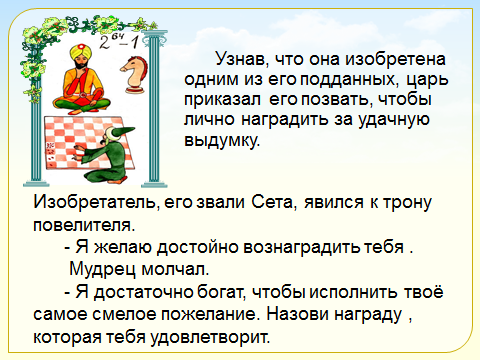 2⁶⁴-1
Узнав, что она изобретена
одним из его подданных, царь
приказал его позвать, чтобы
лично наградить за удачную
выдумку.
Изобретатель, его звали Сета, явился к трону
повелителя.
- Я желаю достойно вознаградить тебя .
Мудрец молчал.
- Я достаточно богат, чтобы исполнить твоё
самое смелое пожелание. Назови награду ,
которая тебя удовлетворит.